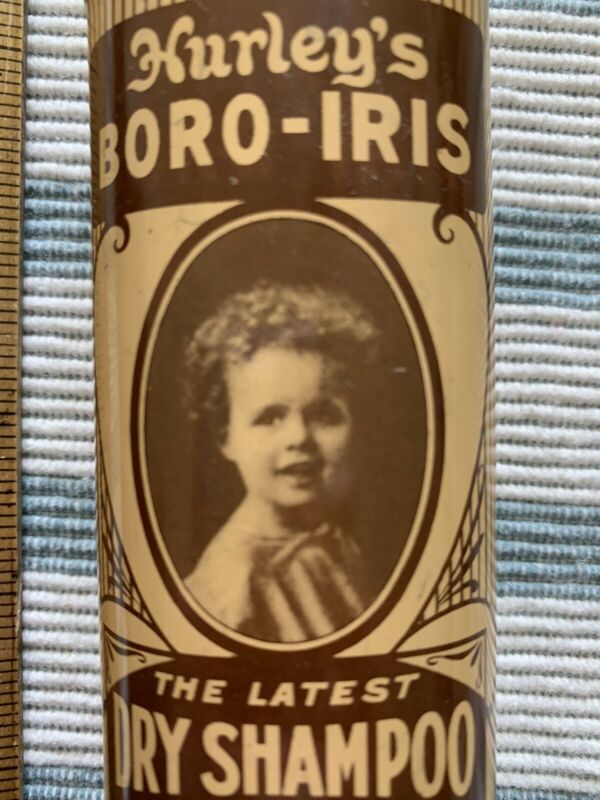 Hurley's
BORO-IRIS
THE LATEST
DRY SHAMPOO